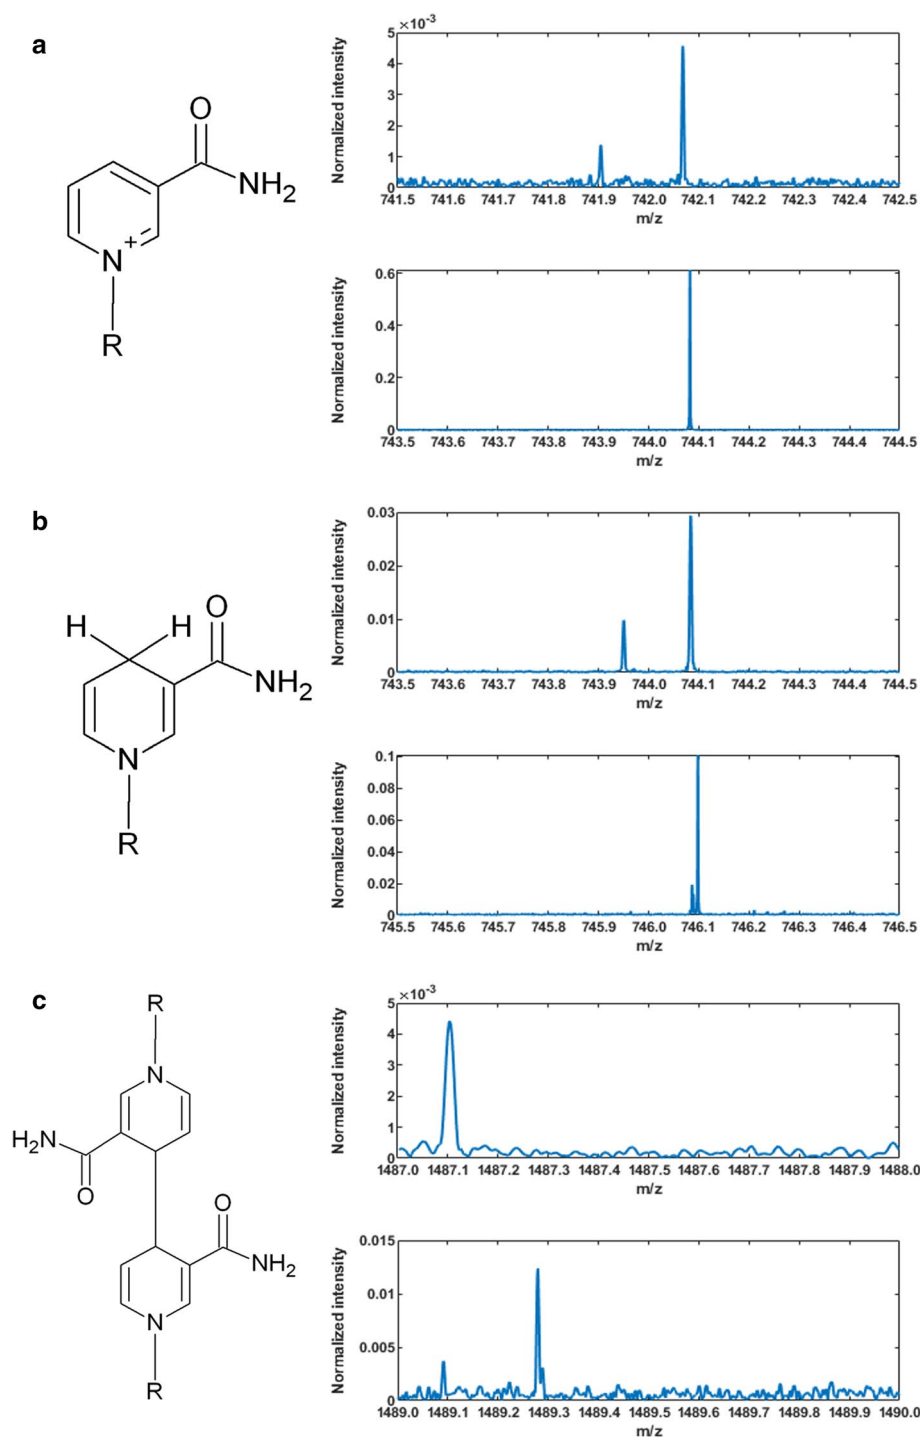 a
O
NH2
N
+
R
×10-3
5
4
3
2
1
0
Normalized intensity
741.5 741.6 741.7 741.8 741.9 742.0 742.1 742.2 742.3 742.4 742.5
m/z
0.6
0.4
0.2
0
Normalized intensity
743.5 743.6 743.7 743.8 743.9 744.0 744.1 744.2 744.3 744.4 744.5
m/z
b
H H O
NH2
N
R
0.03
0.02
0.01
0
Normalized intensity
743.5 743.6 743.7 743.8 743.9 744.0 744.1 744.2 744.3 744.4 744.5
m/z
0.1
0.08
0.06
0.04
0.02
0
Normalized intensity
745.5 745.6 745.7 745.8 745.9 746.0 746.1 746.2 746.3 746.4 746.5
m/z
c
R
N
H2N
O
O
NH2
N
R
×10-3
5
4
3
2
1
0
Normalized intensity
1487.0 1487.1 1487.2 1487.3 1487.4 1487.5 1487.6 1487.7 1487.8 1487.9 1488.0
m/z
0.015
0.01
0.005
0
Normalized intensity
1489.0 1489.1 1489.2 1489.3 1489.4 1489.5 1489.6 1489.7 1489.8 1489.9 1490.0
m/z